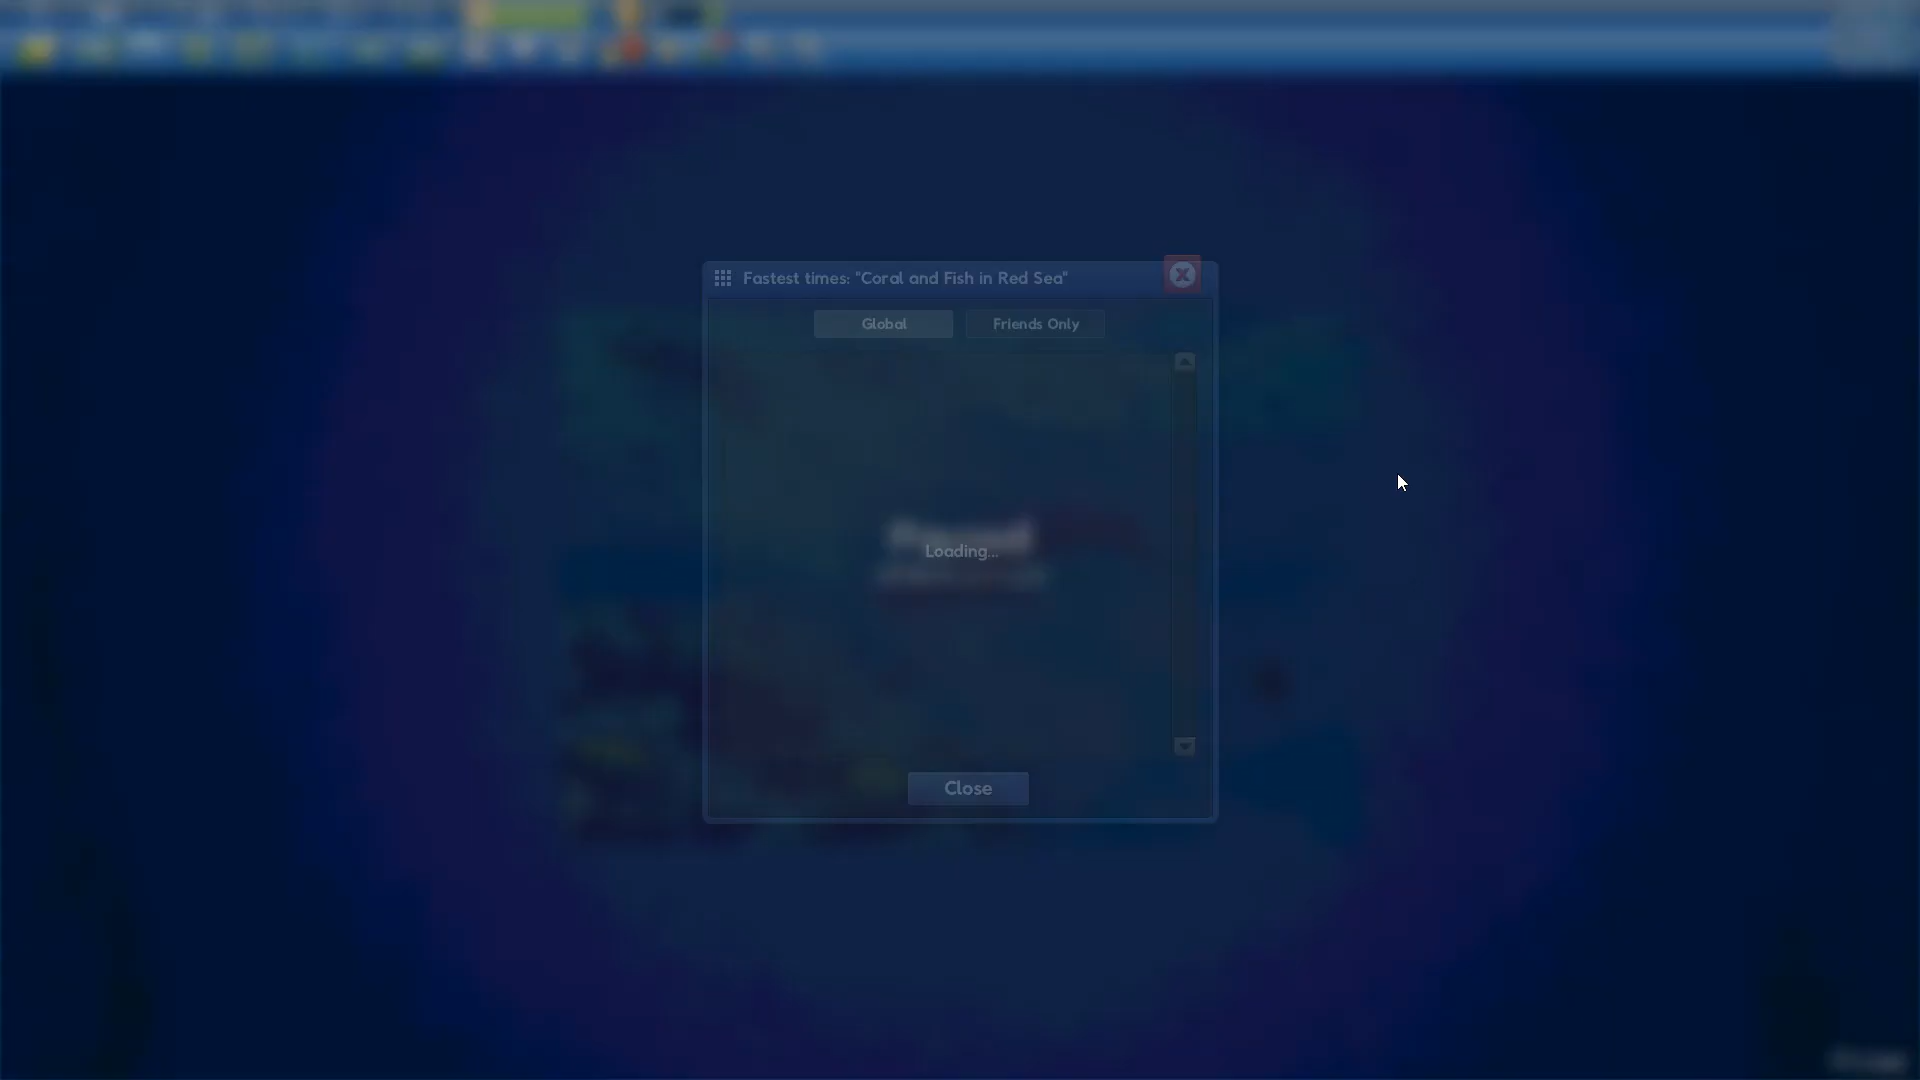 Fastest times: "Coral and Fish in Red Sea"
Global
Friends Only
Loading...
Close